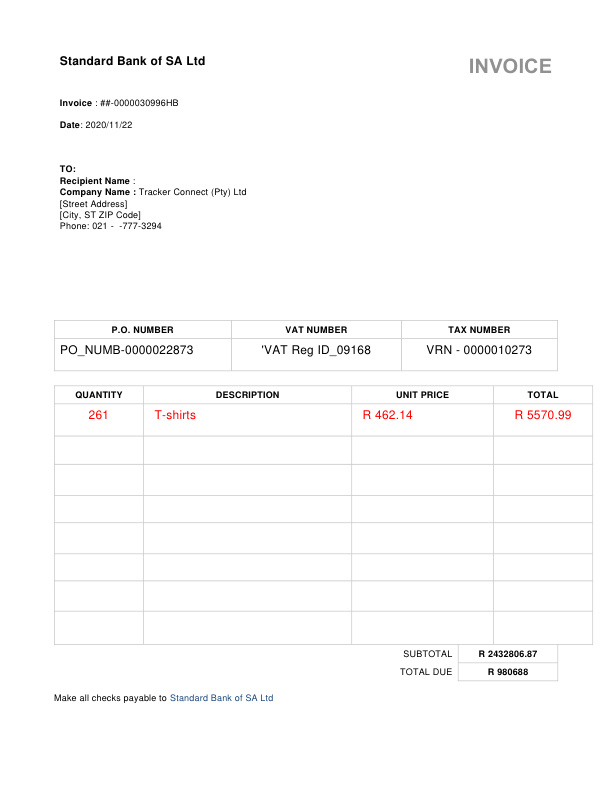 Standard Bank of SA Ltd
INVOICE
Invoice : ##-0000030996HB
Date: 2020/11/22
TO:
Recipient Name :
Company Name : Tracker Connect (Pty) Ltd
[Street Address]
[City, ST ZIP Code]
Phone: 021 - -777-3294
P.O. NUMBER VAT NUMBER TAX NUMBER
PO_NUMB-0000022873 'VAT Reg ID_09168 VRN - 0000010273
QUANTITY DESCRIPTION UNIT PRICE TOTAL
261 T-shirts R 462.14 R 5570.99
SUBTOTAL R 2432806.87
TOTAL DUE R 980688
Make all checks payable to Standard Bank of SA Ltd